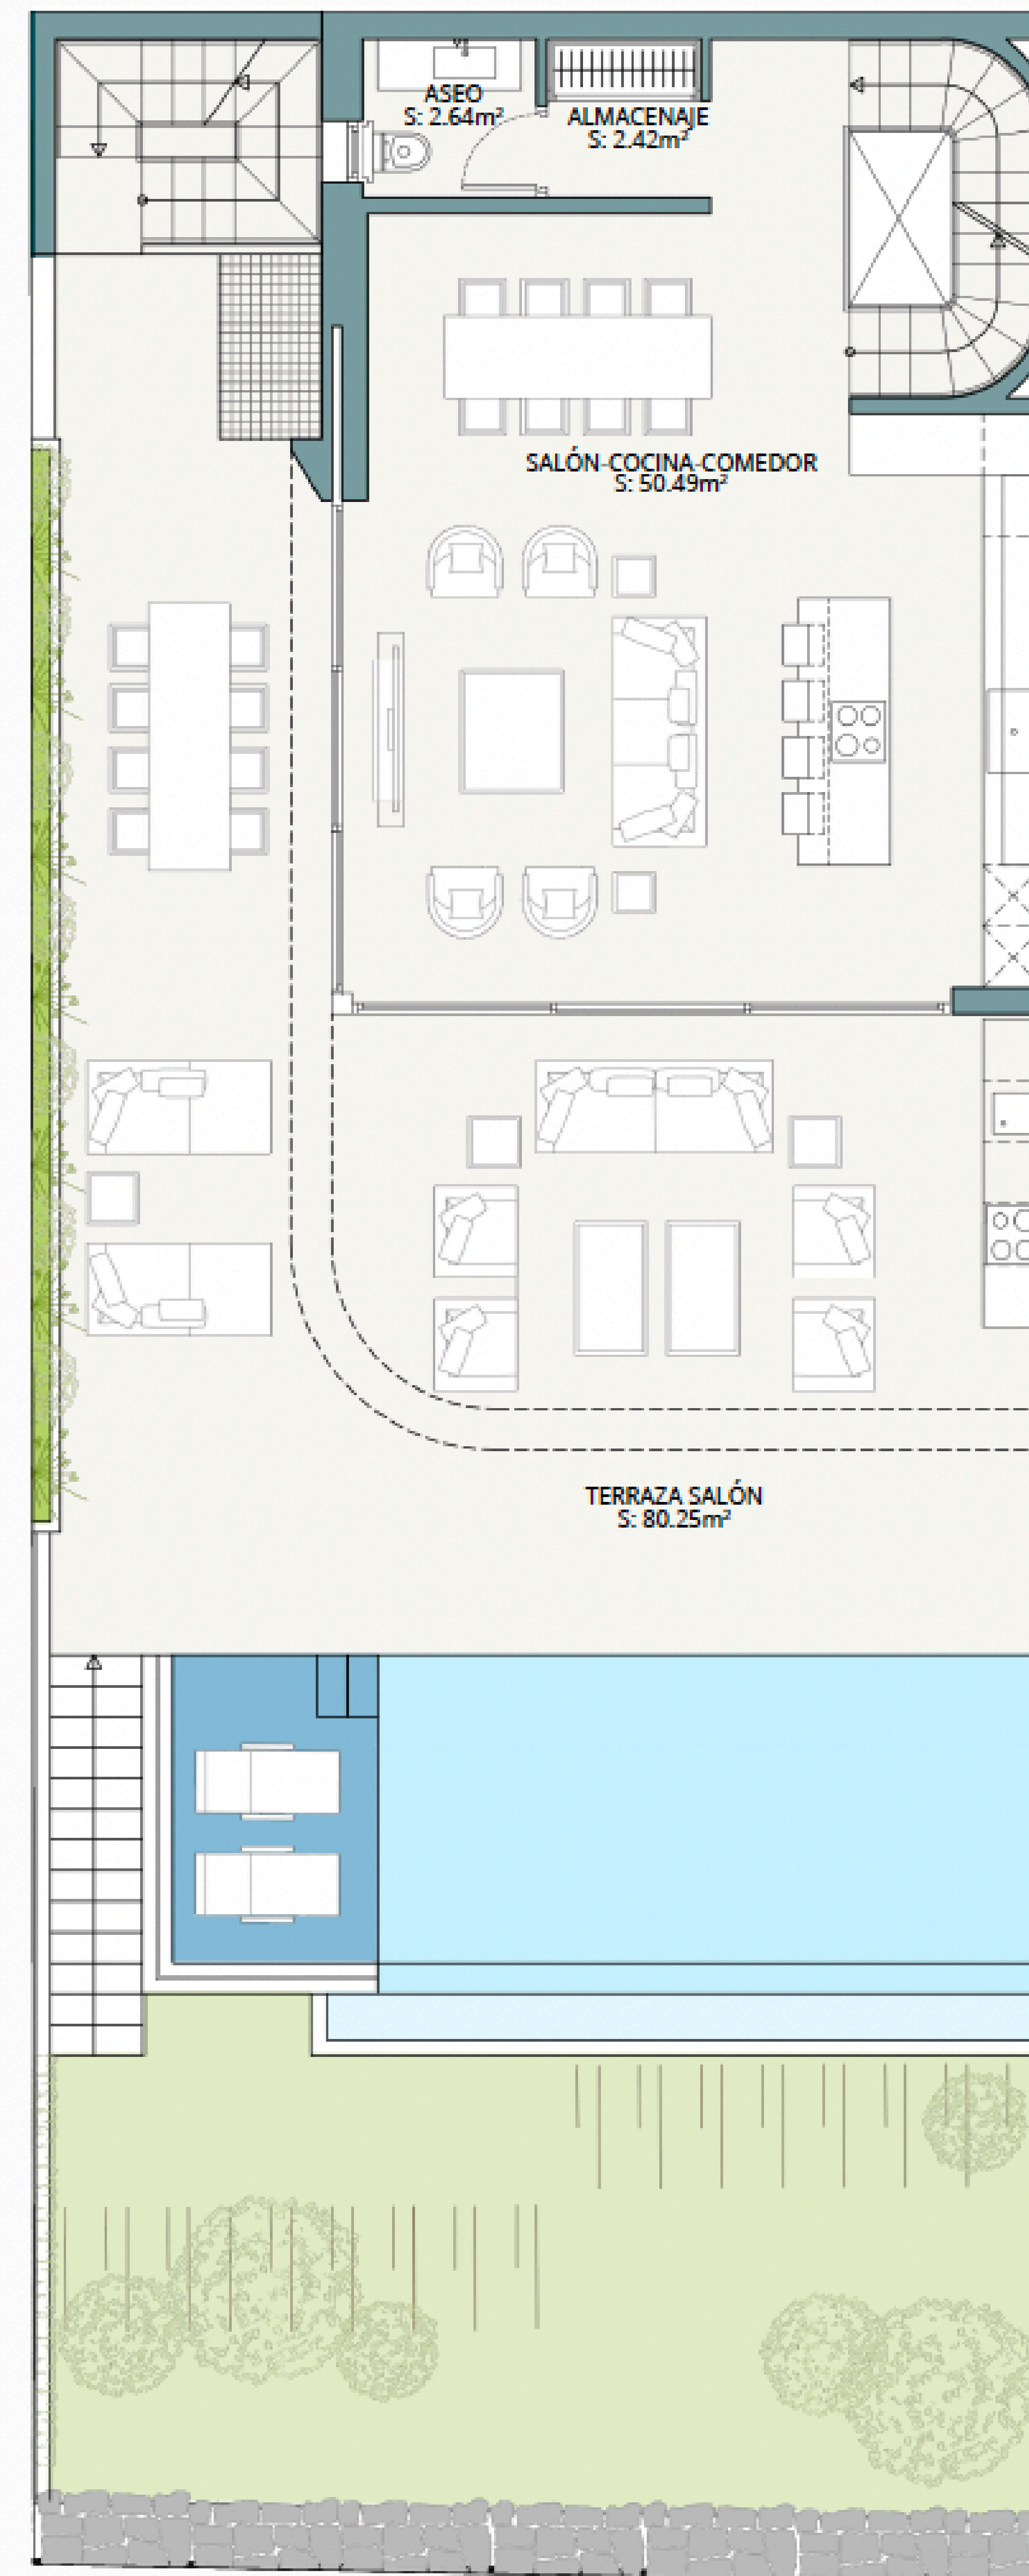 ASEO
S: 2.64m²
ALMACENAJE
S: 2.42m²
SALÓN-COCINA-COMEDOR
S: 50.49m²
TERRAZA SALÓN
S: 80.25m²